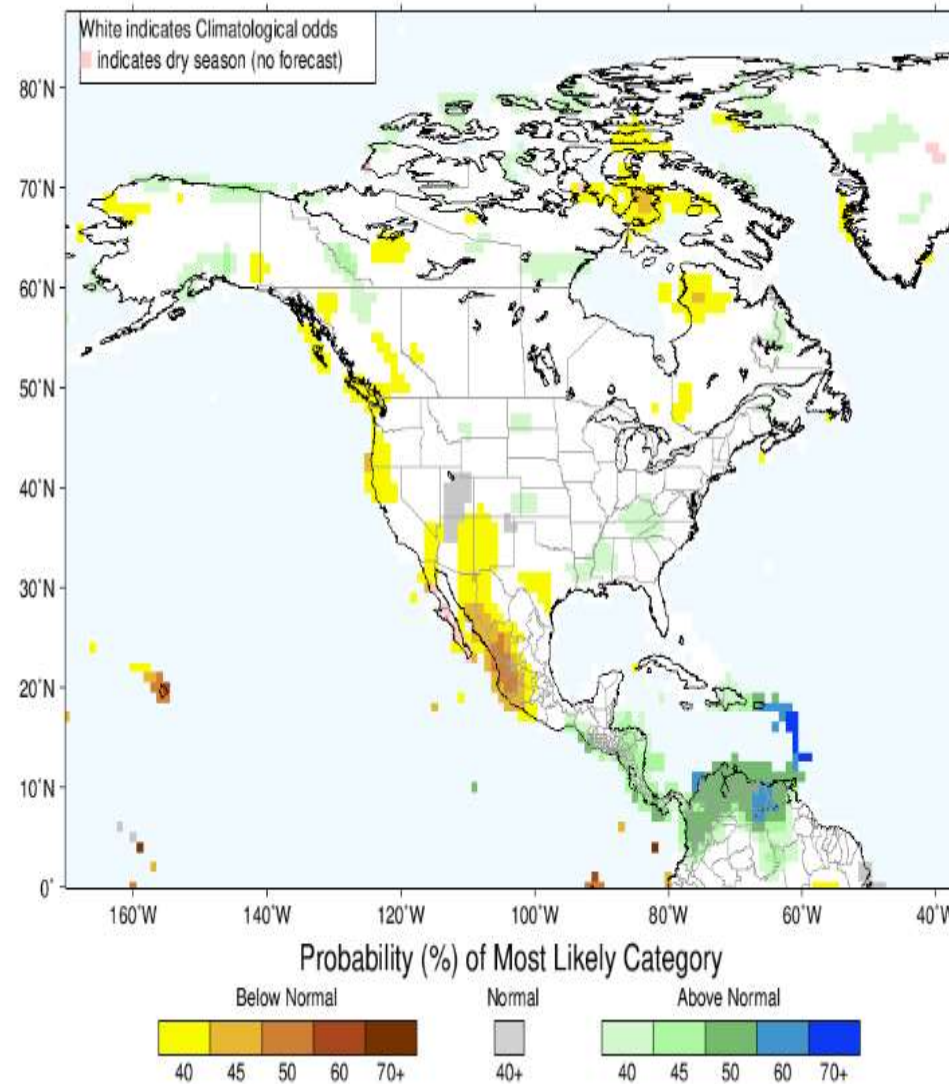 White indicates Climatological odds
indicates dry season (no forecast)
80˚N
70˚N
60˚N
50˚N
40˚N
30˚N
20˚N
10˚N
0˚
160˚W 140˚W 120˚W 100˚W 80˚W 60˚W 40˚W
Probability (%) of Most Likely Category
Below Normal Normal Above Normal
40 45 50 60 70+ 40+ 40 45 50 60 70+